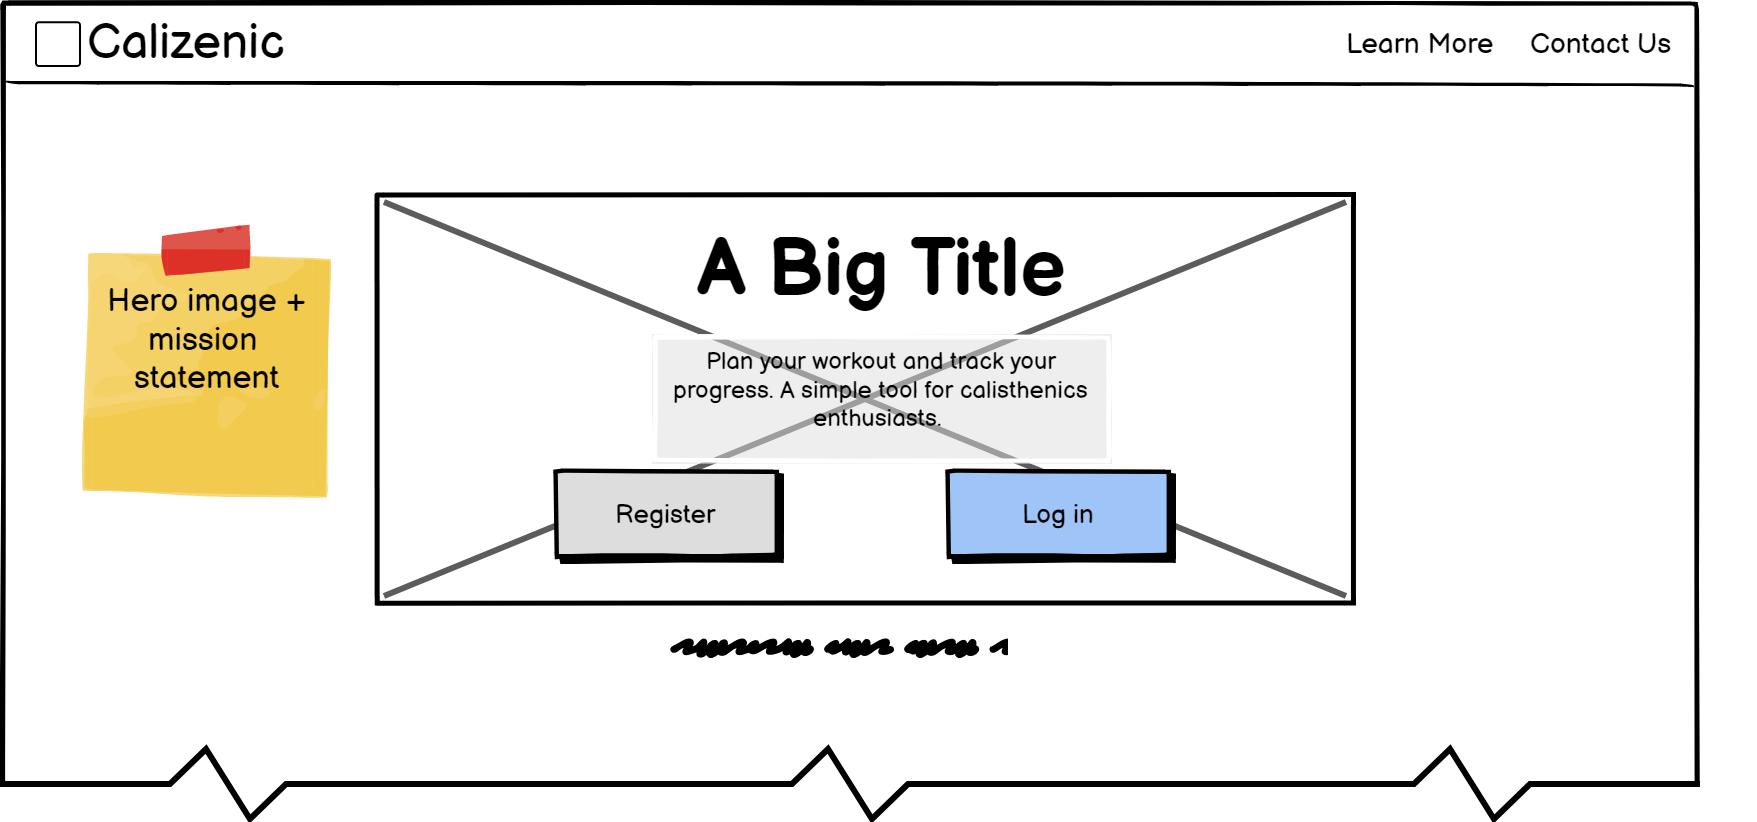 Calizenic
Learn More
Contact Us
Hero image +
mission
statement
A Big Title
Plan your workout and track your
progress. A simple tool for calisthenics
enthusiasts.
Register
Log in